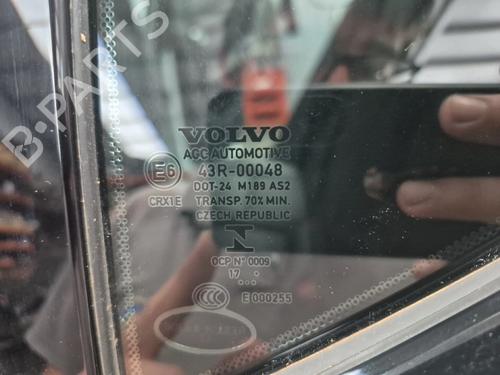 B-PARTS
VOLVO
AGC AUTOMOTIVE
E6 43R-00048
DOT-24 M189 AS2
CRX1E TRANSP. 70% MIN.
CZECH REPUBLIC
N
OCP N° 0009
17 ...
CCC E 000255